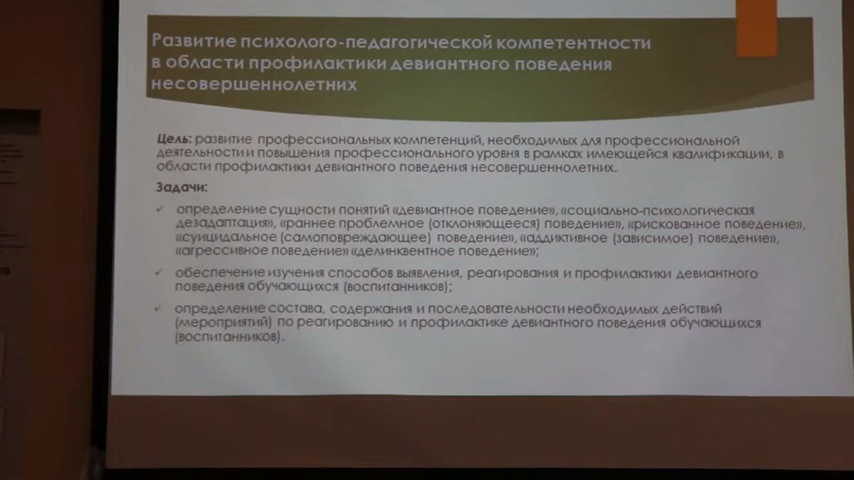 Развитие психолого-педагогической компетентности
в области профилактики девиантного поведения
несовершеннолетних
Цель: развитие профессиональных компетенций, необходимых для профессиональной
деятельности и повышения профессионального уровня в рамках имеющейся квалификации, в
области профилактики девиантного поведения несовершеннолетних.
Задачи:
✓ определение сущности понятий «девиантное поведение», «социально-психологическая
дезадаптация», «раннее проблемное (отклоняющееся) поведение», «рискованное поведение»,
«суицидальное (самоповреждающее) поведение», «аддиктивное (зависимое) поведение»,
«агрессивное поведение» «делинквентное поведение»;
✓ обеспечение изучения способов выявления, реагирования и профилактики девиантного
поведения обучающихся (воспитанников);
✓ определение состава, содержания и последовательности необходимых действий
(мероприятий) по реагированию и профилактике девиантного поведения обучающихся
(воспитанников).